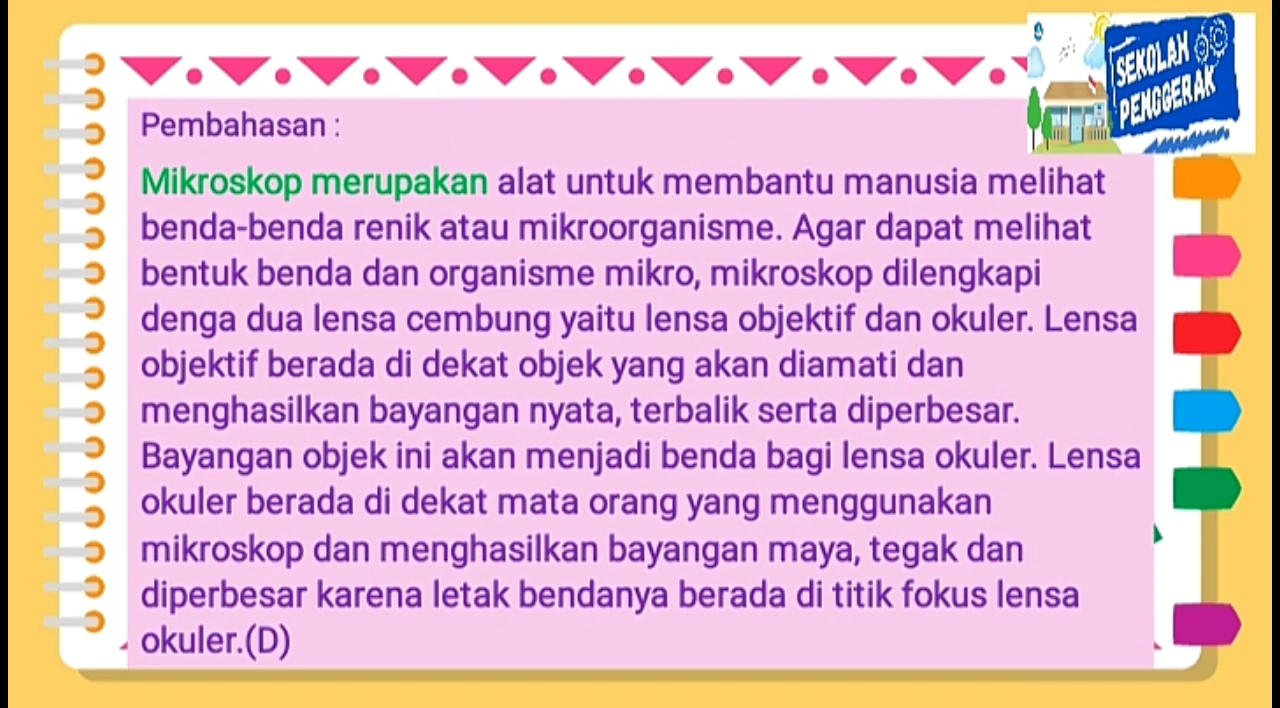 SEKOLAH
PENGGERAK
Pembahasan :
Mikroskop merupakan alat untuk membantu manusia melihat
benda-benda renik atau mikroorganisme. Agar dapat melihat
bentuk benda dan organisme mikro, mikroskop dilengkapi
denga dua lensa cembung yaitu lensa objektif dan okuler. Lensa
objektif berada di dekat objek yang akan diamati dan
menghasilkan bayangan nyata, terbalik serta diperbesar.
Bayangan objek ini akan menjadi benda bagi lensa okuler. Lensa
okuler berada di dekat mata orang yang menggunakan
mikroskop dan menghasilkan bayangan maya, tegak dan
diperbesar karena letak bendanya berada di titik fokus lensa
okuler.(D)